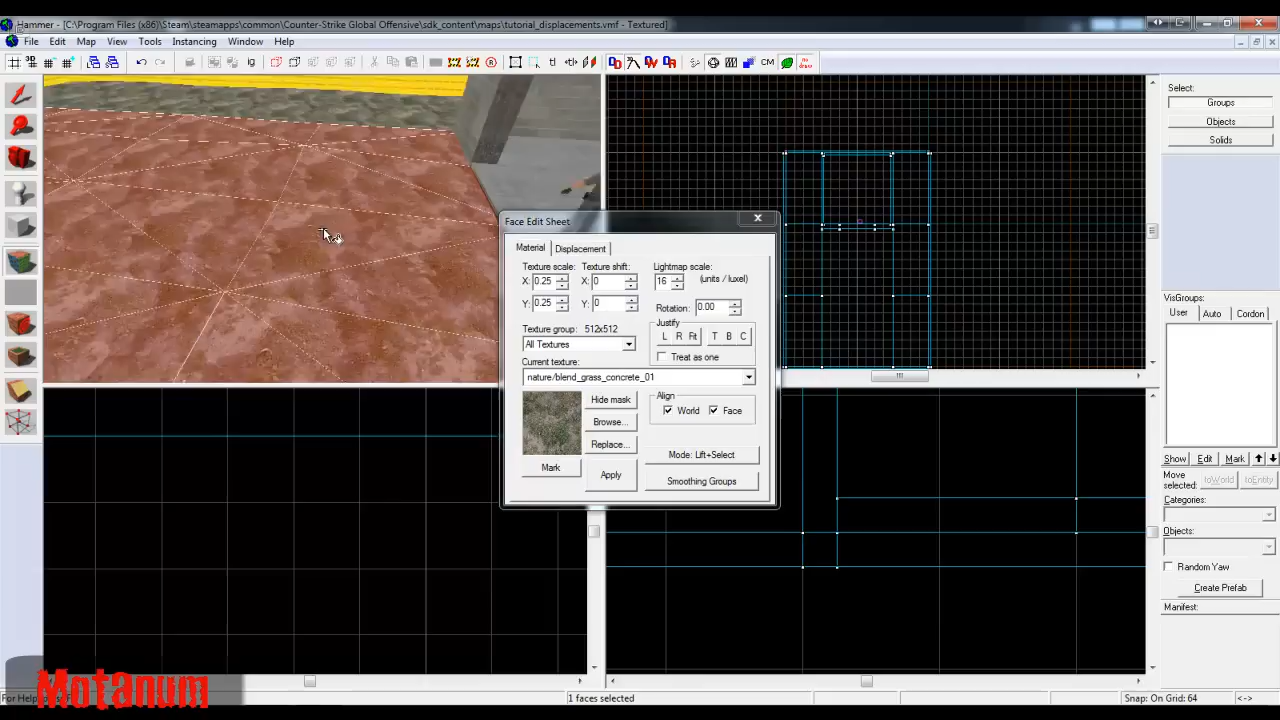 Hammer - [C:\Program Files (x86)\Steam\steamapps\common\Counter-Strike Global Offensive\sdk_content\maps\tutorial_displacements.vmf - Textured]
File Edit Map View Tools Instancing Window Help
Face Edit Sheet
Material Displacement
Texture scale: Texture shift: Lightmap scale:
X: 0.25 X: 0 16 (units / luxel)
Y: 0.25 Y: 0 Rotation: 0.00
Texture group: 512x512 Justify
All Textures L R Fit T B C
Treat as one
Current texture:
nature/blend_grass_concrete_01
Hide mask Align
World Face
Browse...
Replace...
Mode: Lift+Select
Mark Apply
Smoothing Groups
Select:
Groups
Objects
Solids
VisGroups:
User Auto Cordon
Show Edit Mark
Move selected: toWorld toEntity
Categories:
Objects:
Random Yaw
Create Prefab
Manifest:
Motanum
For Help
1 faces selected
Snap: On Grid: 64 <->